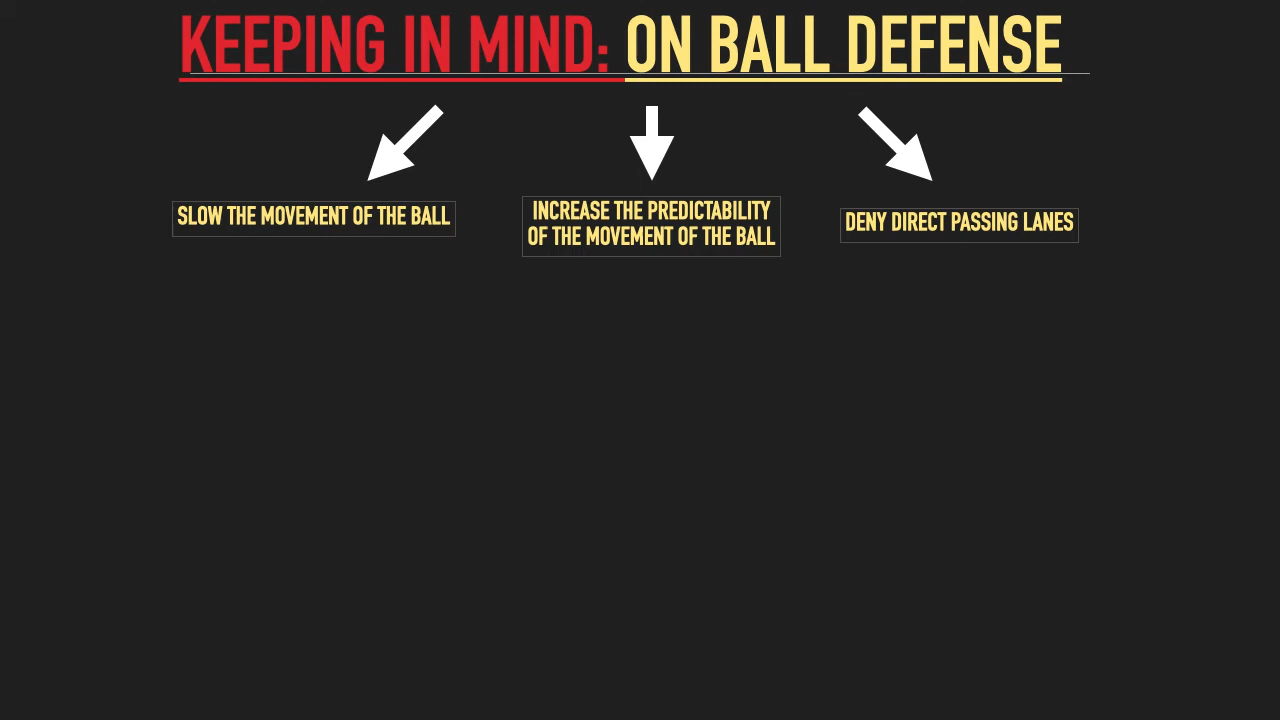 KEEPING IN MIND: ON BALL DEFENSE
SLOW THE MOVEMENT OF THE BALL
INCREASE THE PREDICTABILITY
OF THE MOVEMENT OF THE BALL
DENY DIRECT PASSING LANES